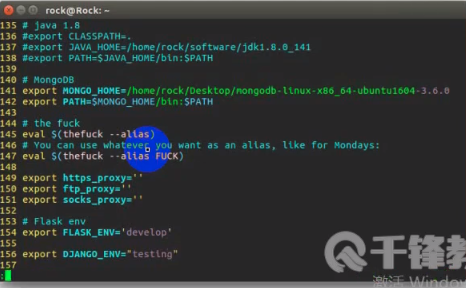 rock@Rock: ~
135 # java 1.8
136 #export CLASSPATH=.
137 #export JAVA_HOME=/home/rock/software/jdk1.8.0_141
138 #export PATH=$JAVA_HOME/bin:$PATH
139
140 # MongoDB
141 export MONGO_HOME=/home/rock/Desktop/mongodb-linux-x86_64-ubuntu1604-3.6.0
142 export PATH=$MONGO_HOME/bin:$PATH
143
144 # the fuck
145 eval $(thefuck --alias)
146 # You can use whatever you want as an alias, like for Mondays:
147 eval $(thefuck --alias FUCK)
148
149 export https_proxy=''
150 export ftp_proxy=''
151 export socks_proxy=''
152
153 # Flask env
154 export FLASK_ENV='develop'
155
156 export DJANGO_ENV="testing"
157
:
千锋教
激活 Window